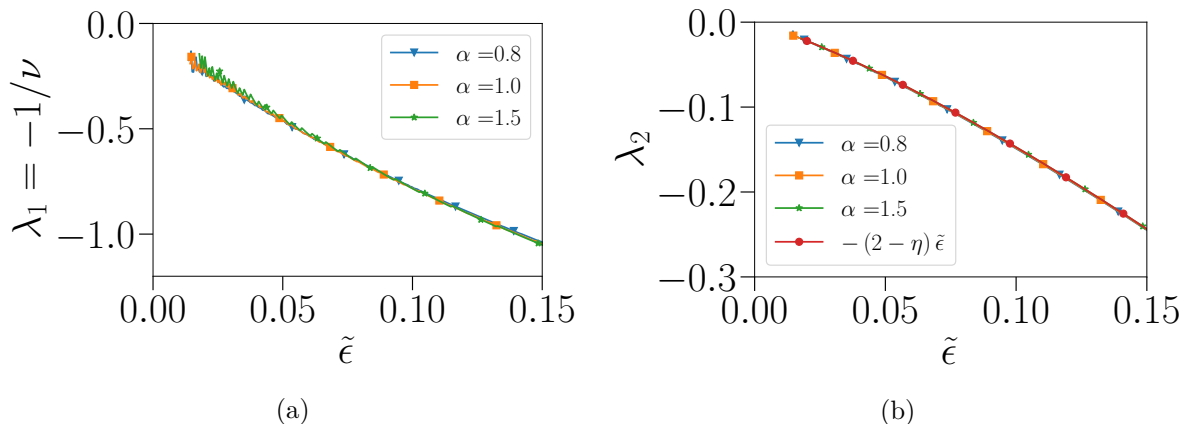 0.0
−0.5
−1.0
λ₁ = −1/ν
0.00 0.05 0.10 0.15
ϵ̃
α =0.8
α =1.0
α =1.5
(a)
0.0
−0.1
−0.2
−0.3
λ₂
0.00 0.05 0.10 0.15
ϵ̃
α =0.8
α =1.0
α =1.5
− (2 − η) ϵ̃
(b)